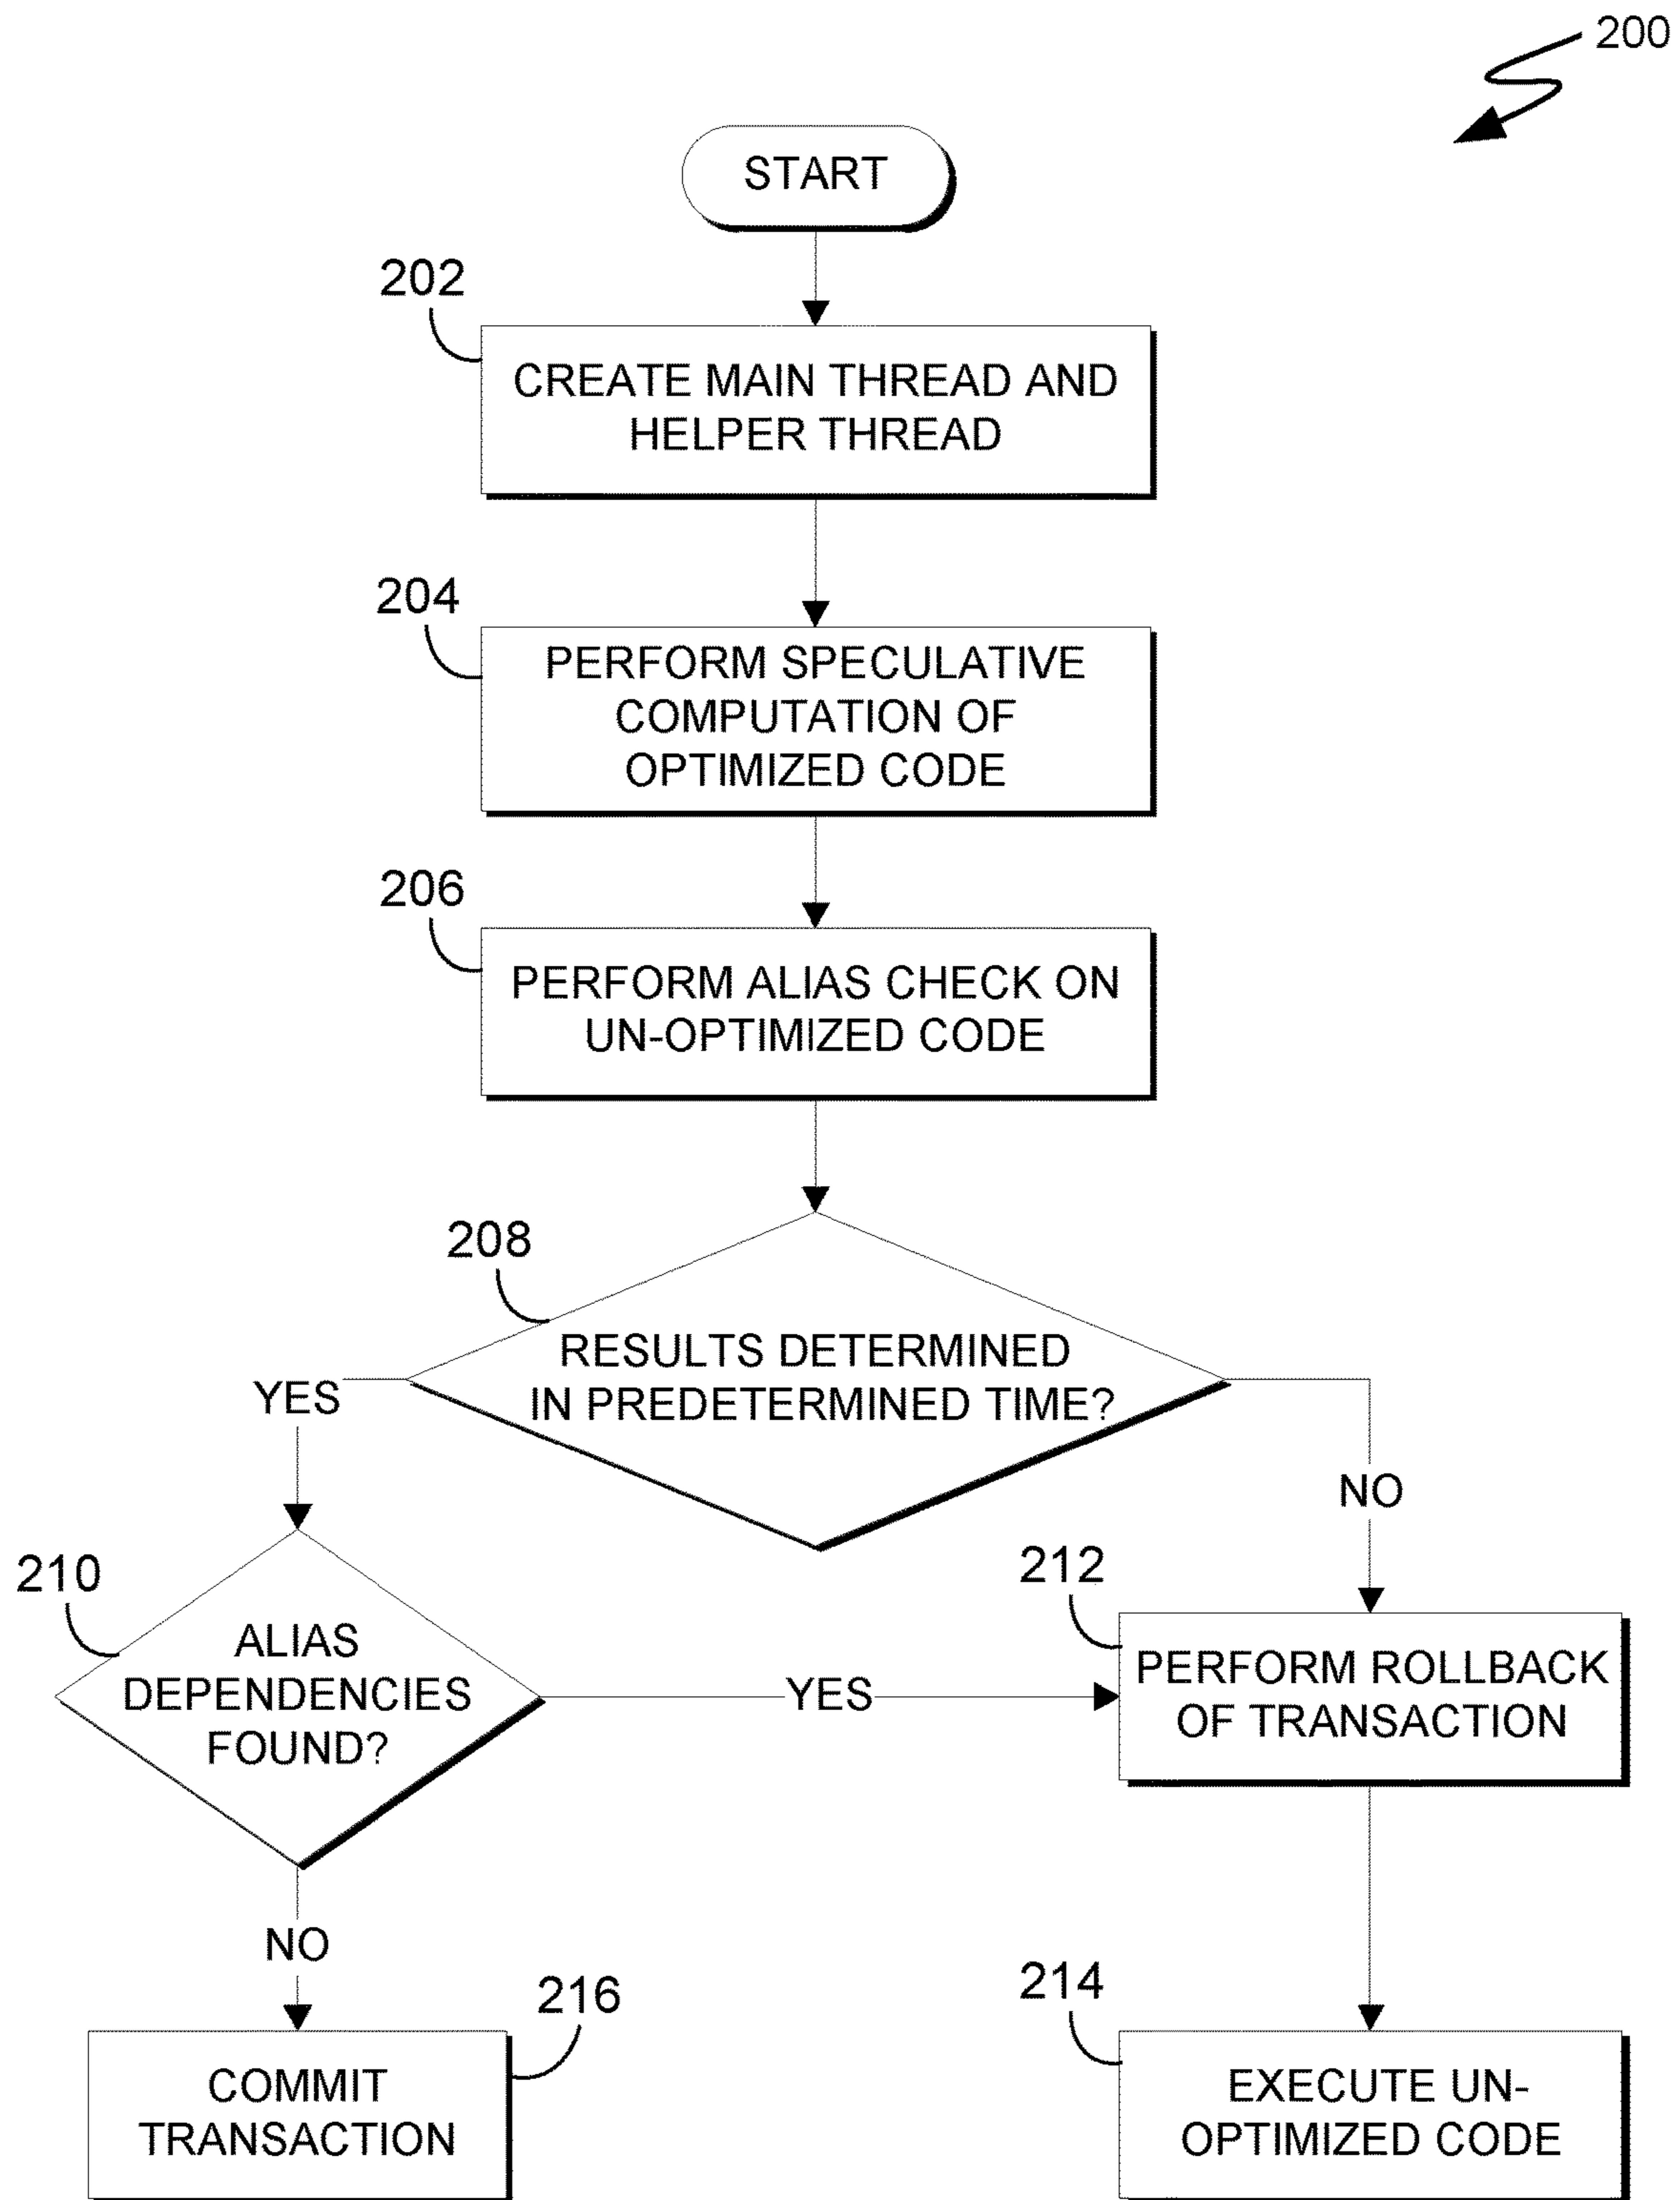 200
START
202
CREATE MAIN THREAD AND
HELPER THREAD
204
PERFORM SPECULATIVE
COMPUTATION OF
OPTIMIZED CODE
206
PERFORM ALIAS CHECK ON
UN-OPTIMIZED CODE
208
RESULTS DETERMINED
IN PREDETERMINED TIME?
YES
NO
210
ALIAS
DEPENDENCIES
FOUND?
YES
212
PERFORM ROLLBACK
OF TRANSACTION
NO
216
COMMIT
TRANSACTION
214
EXECUTE UN-
OPTIMIZED CODE